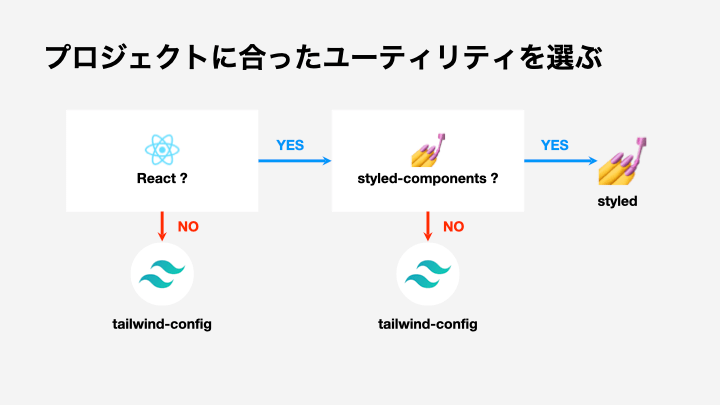 プロジェクトに合ったユーティリティを選ぶ
React ?
YES
styled-components ?
YES
styled
NO
NO
tailwind-config
tailwind-config